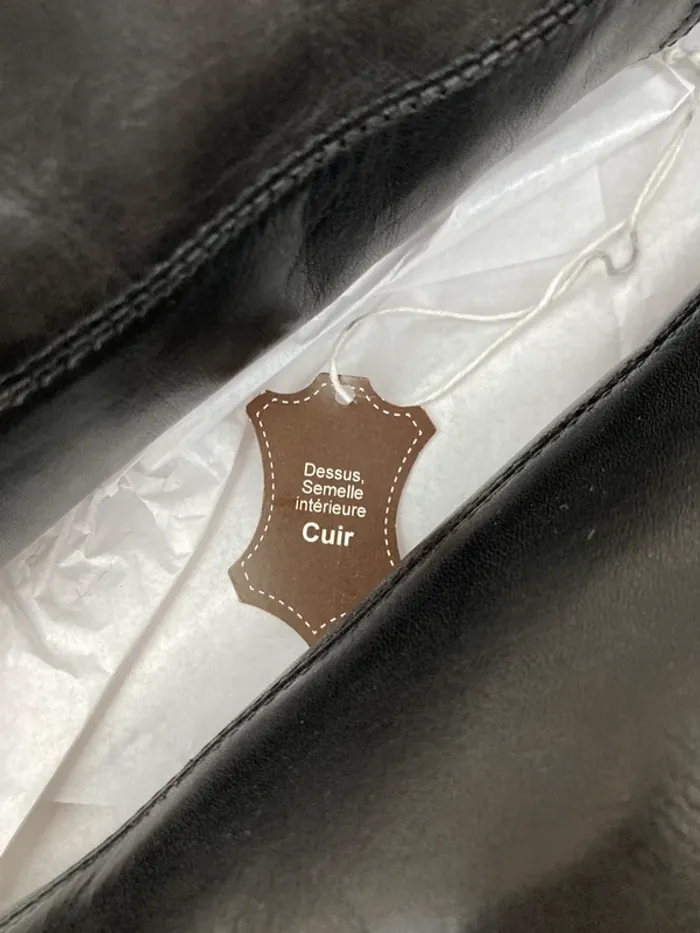 Dessus,
Semelle
intérieure
Cuir